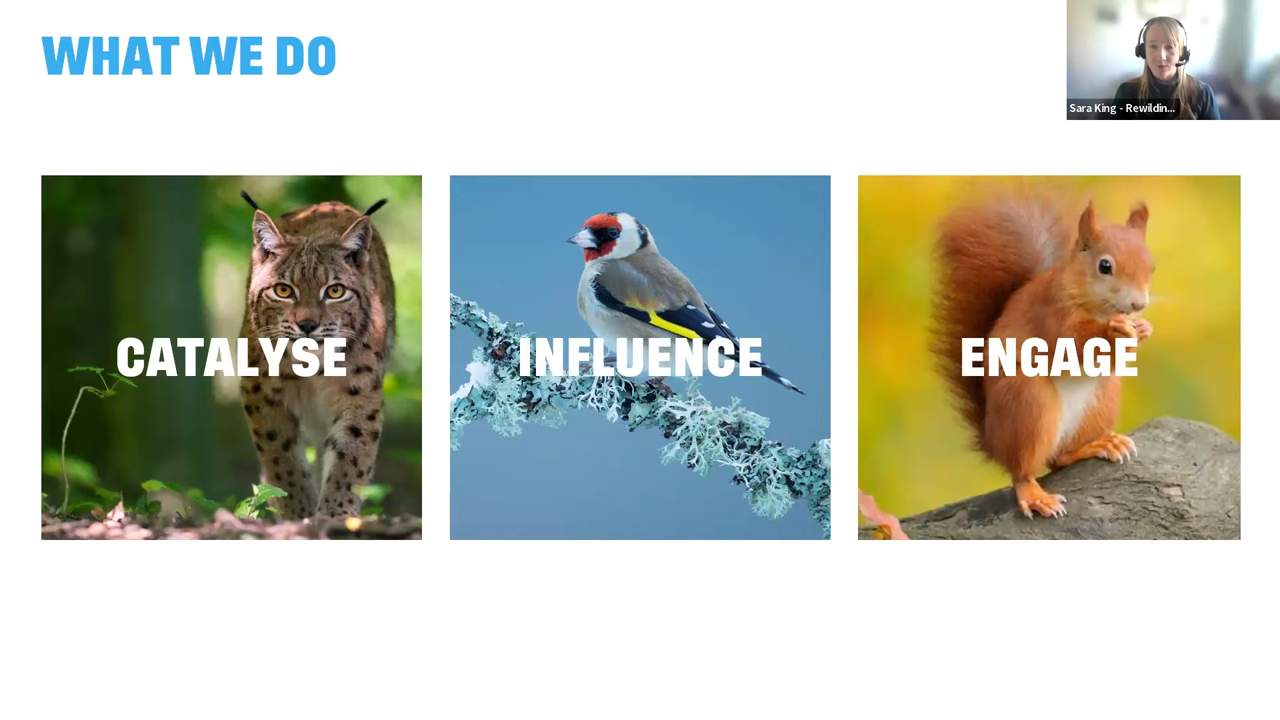 WHAT WE DO
Sara King - Rewildin...
CATALYSE
INFLUENCE
ENGAGE